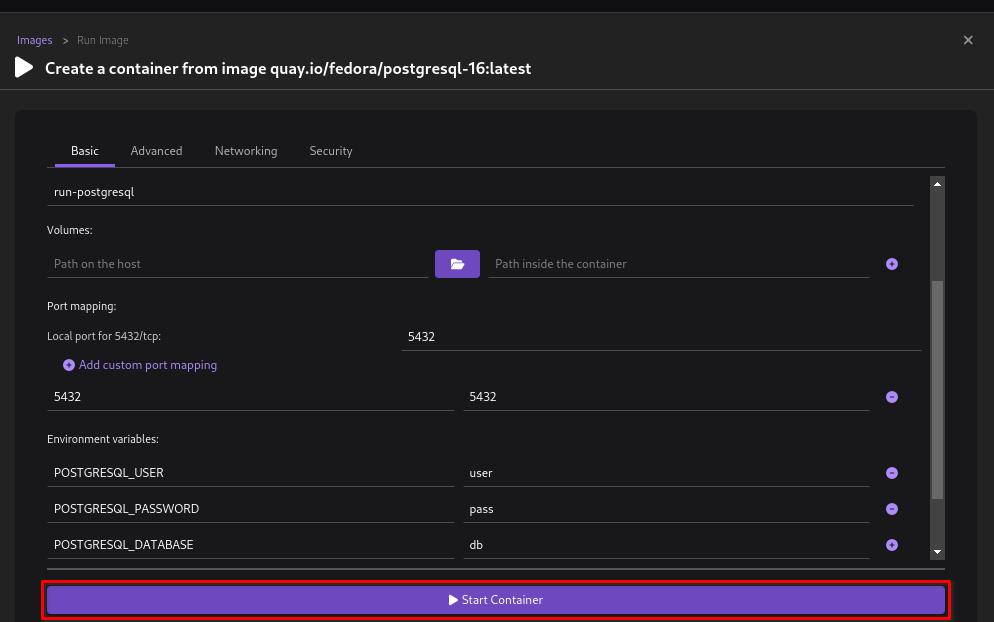 Images > Run Image
Create a container from image quay.io/fedora/postgresql-16:latest
Basic Advanced Networking Security
run-postgresql
Volumes:
Path on the host Path inside the container
Port mapping:
Local port for 5432/tcp: 5432
Add custom port mapping
5432 5432
Environment variables:
POSTGRESQL_USER user
POSTGRESQL_PASSWORD pass
POSTGRESQL_DATABASE db
Start Container